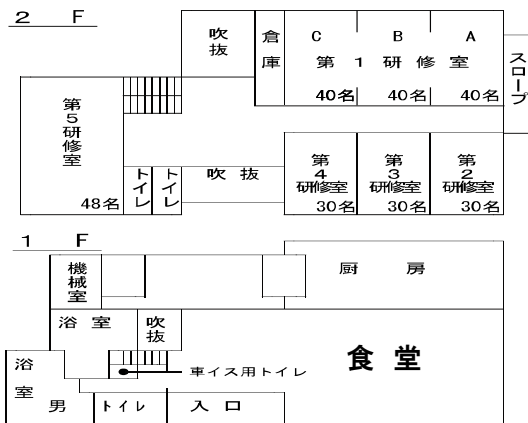 2 F
吹抜
倉庫
C B A
第 1 研 修 室
40名 40名 40名
スロープ
第5研修室
48名
トイレ
トイレ
吹 抜
第4研修室
30名
第3研修室
30名
第2研修室
30名
1 F
機械室
厨 房
浴 室
吹抜
食 堂
車イス用トイレ
浴室
男
トイレ
入 口